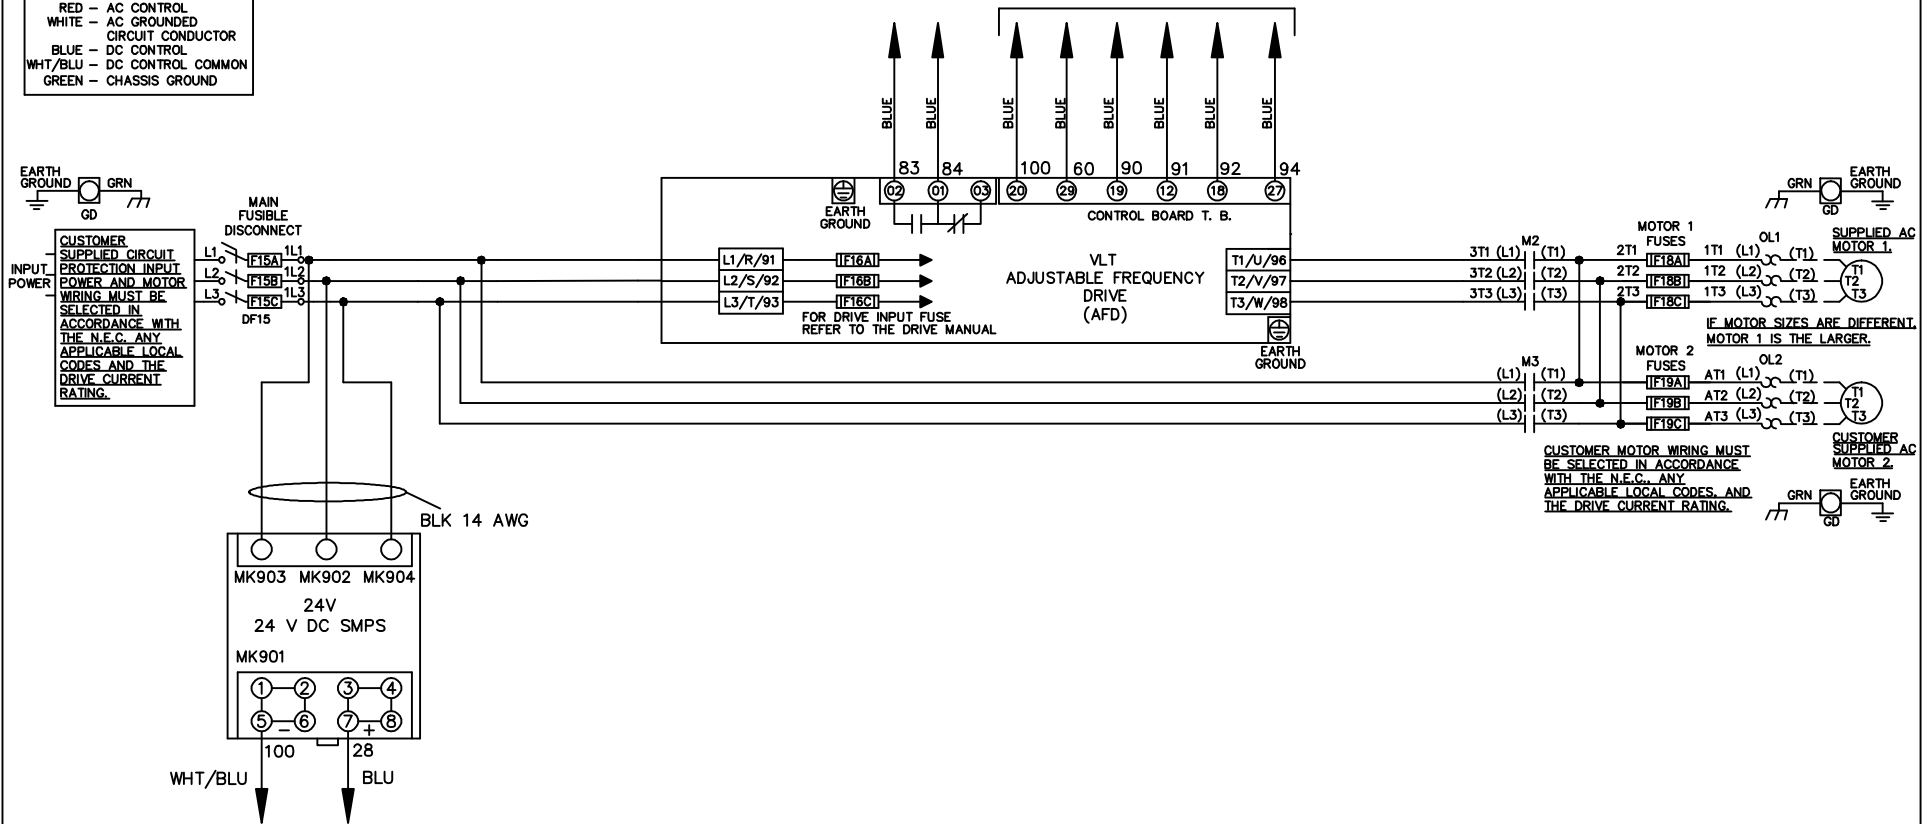 RED – AC CONTROL
WHITE – AC GROUNDED
CIRCUIT CONDUCTOR
BLUE – DC CONTROL
WHT/BLU – DC CONTROL COMMON
GREEN – CHASSIS GROUND
BLUE BLUE BLUE BLUE BLUE BLUE BLUE BLUE
83 84 100 60 90 91 92 94
02 01 03 20 29 19 12 18 27
EARTH
GROUND
CONTROL BOARD T. B.
EARTH
GROUND
GRN
GD
MAIN
FUSIBLE
DISCONNECT
INPUT
POWER
CUSTOMER
SUPPLIED CIRCUIT
PROTECTION INPUT
POWER AND MOTOR
WIRING MUST BE
SELECTED IN
ACCORDANCE WITH
THE N.E.C. ANY
APPLICABLE LOCAL
CODES AND THE
DRIVE CURRENT
RATING.
L1 F15A 1L1
L2 F15B 1L2
L3 F15C 1L3
DF15
L1/R/91 F16A
L2/S/92 F16B
L3/T/93 F16C
FOR DRIVE INPUT FUSE
REFER TO THE DRIVE MANUAL
VLT
ADJUSTABLE FREQUENCY
DRIVE
(AFD)
T1/U/96
T2/V/97
T3/W/98
EARTH
GROUND
GRN
EARTH
GROUND
GD
MOTOR 1
FUSES
OL1
SUPPLIED AC
MOTOR 1.
M2
3T1 (L1) (T1) 2T1 F18A 1T1 (L1) (T1) T1
3T2 (L2) (T2) 2T2 F18B 1T2 (L2) (T2) T2
3T3 (L3) (T3) 2T3 F18C 1T3 (L3) (T3) T3
IF MOTOR SIZES ARE DIFFERENT,
MOTOR 1 IS THE LARGER.
MOTOR 2
FUSES
OL2
M3
(L1) (T1) F19A AT1 (L1) (T1) T1
(L2) (T2) F19B AT2 (L2) (T2) T2
(L3) (T3) F19C AT3 (L3) (T3) T3
CUSTOMER
SUPPLIED AC
MOTOR 2.
CUSTOMER MOTOR WIRING MUST
BE SELECTED IN ACCORDANCE
WITH THE N.E.C., ANY
APPLICABLE LOCAL CODES, AND
THE DRIVE CURRENT RATING.
GRN
EARTH
GROUND
GD
BLK 14 AWG
MK903 MK902 MK904
24V
24 V DC SMPS
MK901
1 2 3 4
5 6 7 8
– +
100 28
WHT/BLU BLU